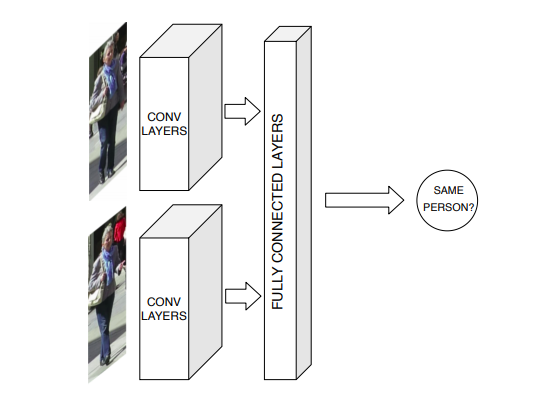 CONV
LAYERS
CONV
LAYERS
FULLY CONNECTED LAYERS
SAME
PERSON?